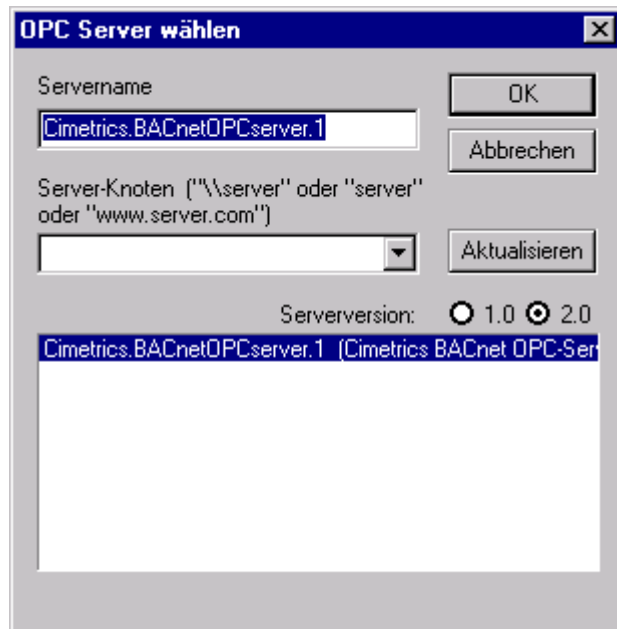 OPC Server wählen
Servername
OK
Cimetrics.BACnetOPCserver.1
Abbrechen
Server-Knoten ("\\server" oder "server"
oder "www.server.com")
Aktualisieren
Serverversion: 1.0 2.0
Cimetrics.BACnetOPCserver.1 (Cimetrics BACnet OPC-Ser